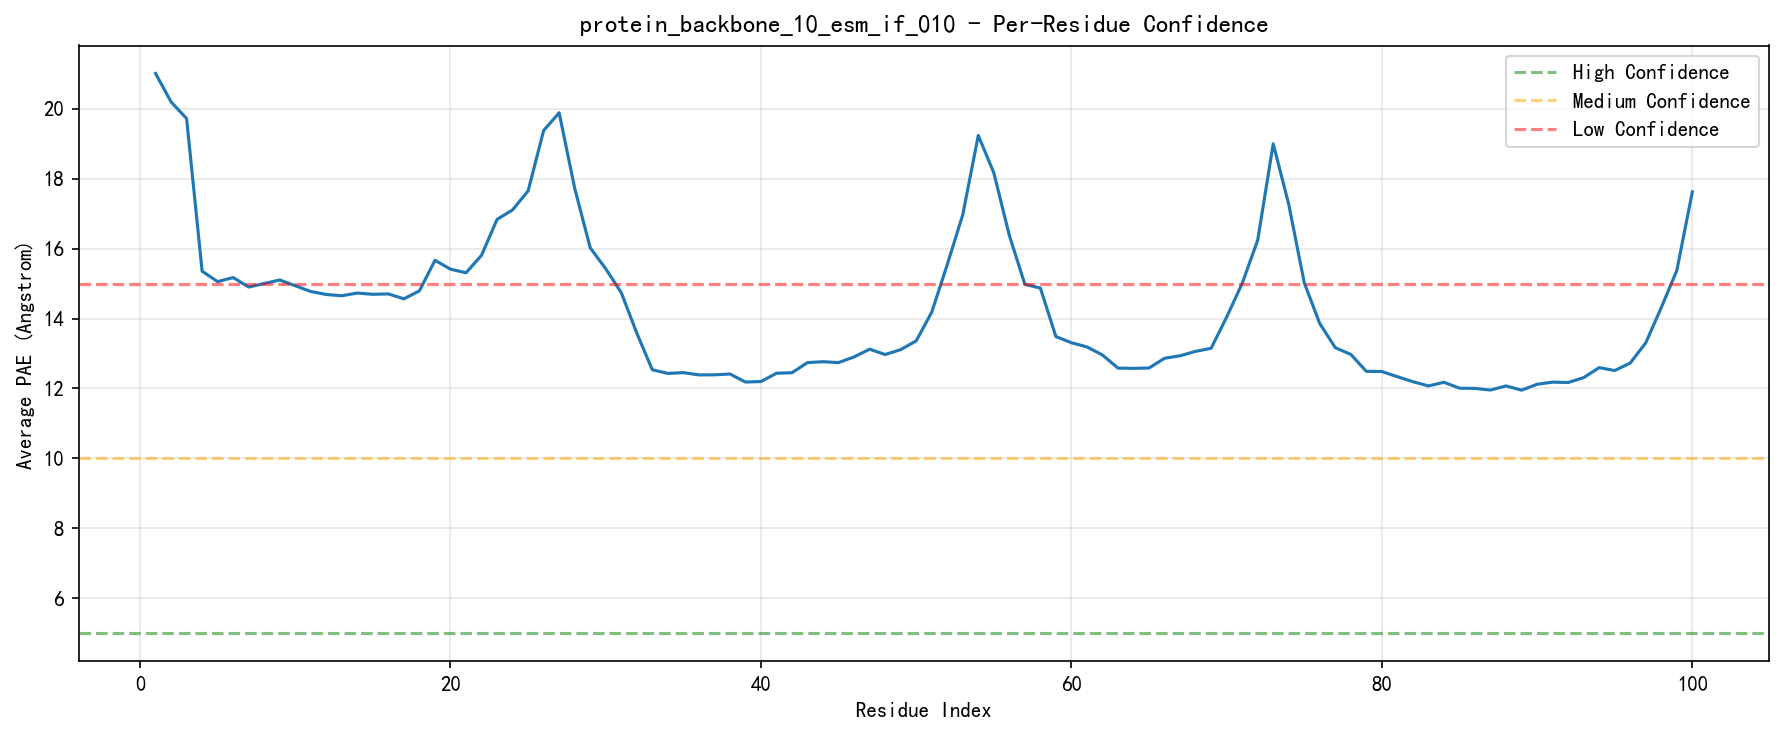 protein_backbone_10_esm_if_010 - Per-Residue Confidence
High Confidence
Medium Confidence
Low Confidence
Average PAE (Angstrom)
20
18
16
14
12
10
8
6
0 20 40 60 80 100
Residue Index